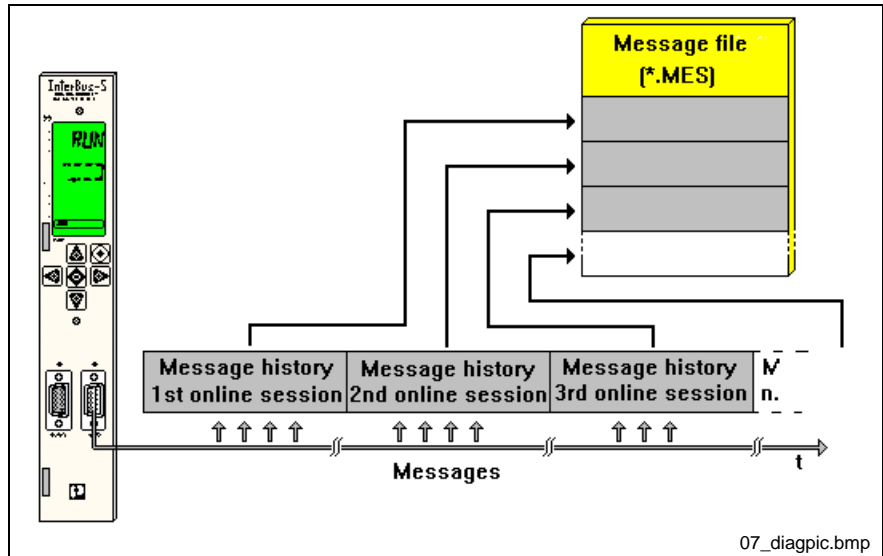 Message file
(*.MES)
InterBus-S
RUN
Message history
1st online session
Message history
2nd online session
Message history
3rd online session
n.
t
Messages
07_diagpic.bmp